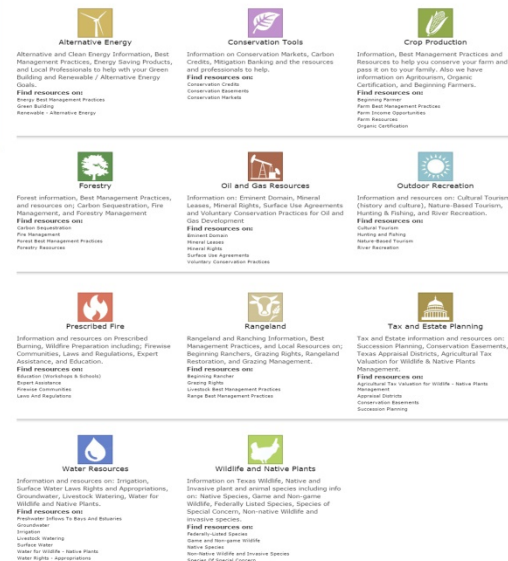 Alternative Energy
Alternative and Clean Energy Information, Best
Management Practices, Energy Saving Products,
and Local Professionals to help with your Green
Building and Renewable / Alternative Energy
Goals.
Find resources on:
Energy Best Management Practices
Green Building
Renewable - Alternative Energy
Conservation Tools
Information on Conservation Markets, Carbon
Credits, Mitigation Banking and the resources
and professionals to help.
Find resources on:
Conservation Credits
Conservation Easements
Conservation Markets
Crop Production
Information, Best Management Practices and
Resources to help you conserve your farm and
pass it on to your family. Also we have
information on Agritourism, Organic
Certification, and Beginning Farmers.
Find resources on:
Beginning Farmer
Farm Best Management Practices
Farm Income Opportunities
Farm Resources
Organic Certification
Forestry
Forest information, Best Management Practices,
and resources on; Carbon Sequestration, Fire
Management, and Forestry Management
Find resources on:
Carbon Sequestration
Fire Management
Forest Best Management Practices
Forestry Resources
Oil and Gas Resources
Information on: Eminent Domain, Mineral
Leases, Mineral Rights, Surface Use Agreements
and Voluntary Conservation Practices for Oil and
Gas Development
Find resources on:
Eminent Domain
Mineral Leases
Mineral Rights
Surface Use Agreements
Voluntary Conservation Practices
Outdoor Recreation
Information and resources on: Cultural Tourism
(history and culture), Nature-Based Tourism,
Hunting & Fishing, and River Recreation.
Find resources on:
Cultural Tourism
Hunting and Fishing
Nature-Based Tourism
River Recreation
Prescribed Fire
Information and resources on Prescribed
Burning, Wildfire Preparation including; Firewise
Communities, Laws and Regulations, Expert
Assistance, and Education.
Find resources on:
Education (Workshops & Schools)
Expert Assistance
Firewise Communities
Laws And Regulations
Rangeland
Rangeland and Ranching Information, Best
Management Practices, and Local Resources on;
Beginning Ranchers, Grazing Rights, Rangeland
Restoration, and Grazing Management.
Find resources on:
Beginning Rancher
Grazing Rights
Livestock Best Management Practices
Range Best Management Practices
Tax and Estate Planning
Tax and Estate information and resources on:
Succession Planning, Conservation Easements,
Texas Appraisal Districts, Agricultural Tax
Valuation for Wildlife & Native Plants
Management.
Find resources on:
Agricultural Tax Valuation for Wildlife - Native Plants
Management
Appraisal Districts
Conservation Easements
Succession Planning
Water Resources
Information and resources on: Irrigation,
Surface Water Laws Rights and Appropriations,
Groundwater, Livestock Watering, Water for
Wildlife and Native Plants.
Find resources on:
Freshwater Inflows To Bays And Estuaries
Groundwater
Irrigation
Livestock Watering
Surface Water
Water for Wildlife - Native Plants
Water Rights - Appropriations
Wildlife and Native Plants
Information on Texas Wildlife, Native and
Invasive plant and animal species including info
on: Native Species, Game and Non-game
Wildlife, Federally Listed Species, Species of
Special Concern, Non-native Wildlife and
invasive species.
Find resources on:
Federally-Listed Species
Game and Non-game Wildlife
Native Species
Non-Native Wildlife and Invasive Species
Species Of Special Concern